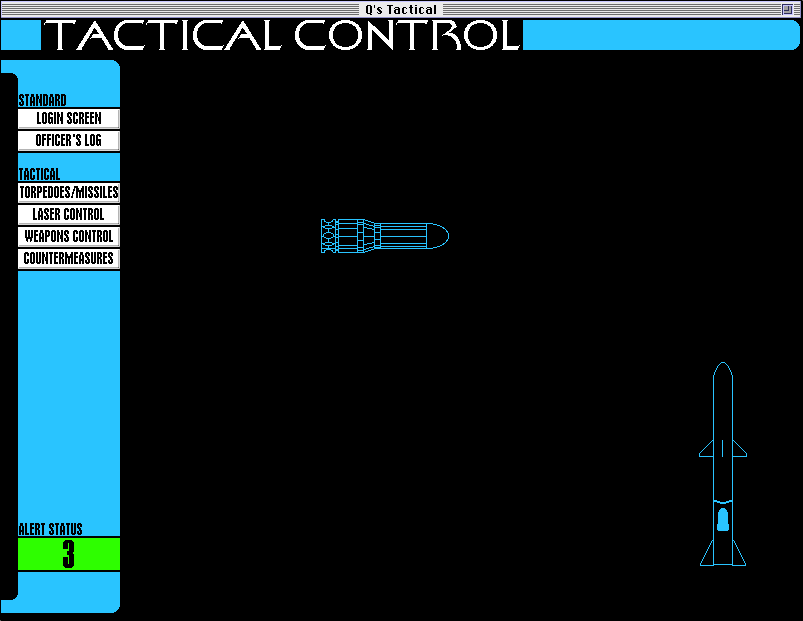 Q's Tactical
TACTICAL CONTROL
STANDARD
LOGIN SCREEN
OFFICER'S LOG
TACTICAL
TORPEDOES/MISSILES
LASER CONTROL
WEAPONS CONTROL
COUNTERMEASURES
ALERT STATUS
3